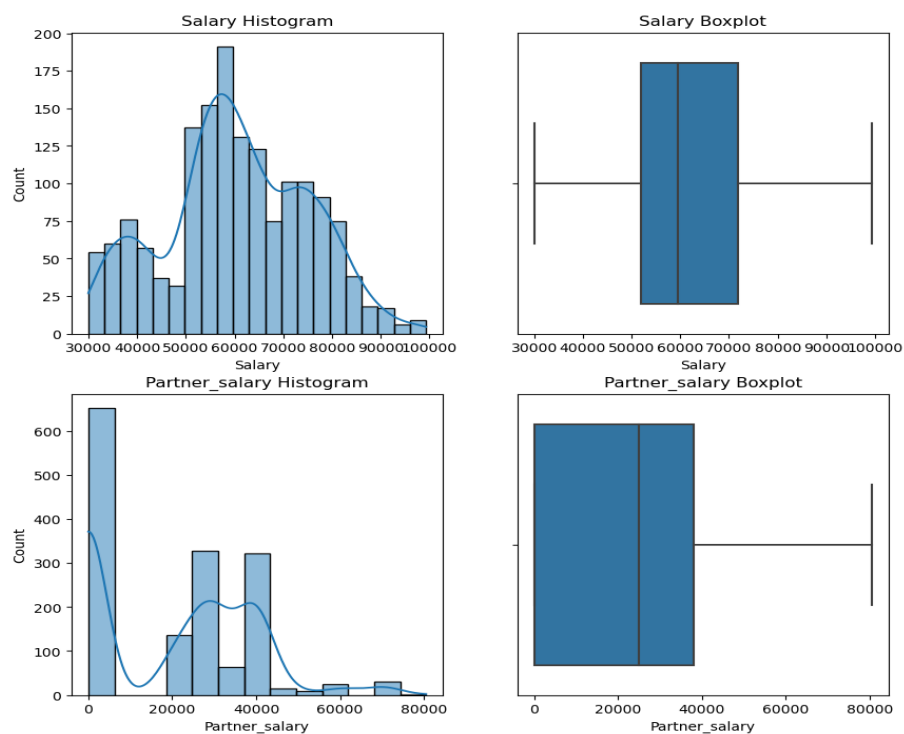 Salary Histogram
Salary Boxplot
200
175
150
125
100
75
50
25
0
Count
30000 40000 50000 60000 70000 80000 90000 100000
Salary
30000 40000 50000 60000 70000 80000 90000 100000
Salary
Partner_salary Histogram
Partner_salary Boxplot
600
500
400
300
200
100
0
Count
0 20000 40000 60000 80000
Partner_salary
0 20000 40000 60000 80000
Partner_salary